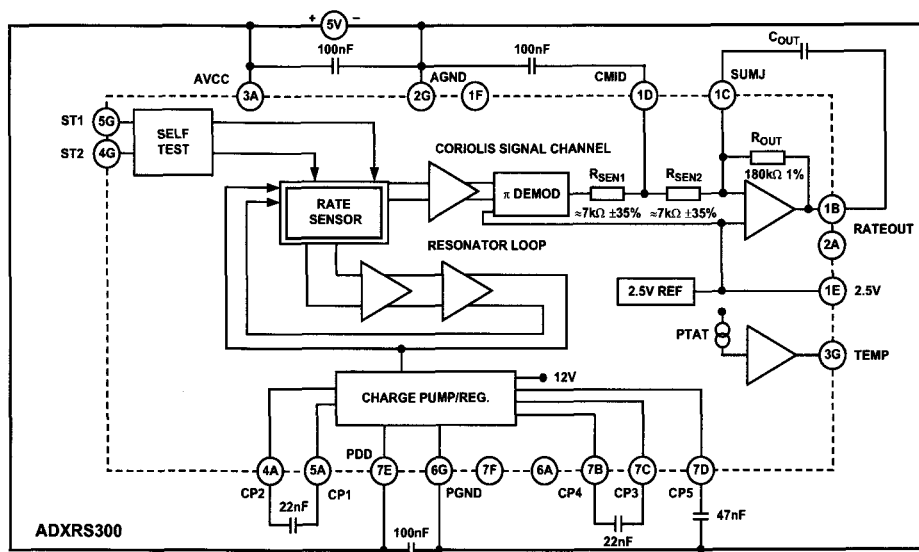 + 5V −
100nF
100nF
C_OUT
AVCC
AGND
CMID
SUMJ
3A
2G
1F
1D
1C
ST1
5G
ST2
4G
SELF TEST
CORIOLIS SIGNAL CHANNEL
R_OUT
180kΩ 1%
RATE SENSOR
π DEMOD
R_SEN1
≈7kΩ ±35%
R_SEN2
≈7kΩ ±35%
1B
RATEOUT
2A
RESONATOR LOOP
2.5V REF
1E
2.5V
PTAT
3G
TEMP
12V
CHARGE PUMP/REG.
PDD
4A
5A
7E
6G
7F
6A
7B
7C
7D
CP2
CP1
PGND
CP4
CP3
CP5
22nF
100nF
22nF
47nF
ADXRS300